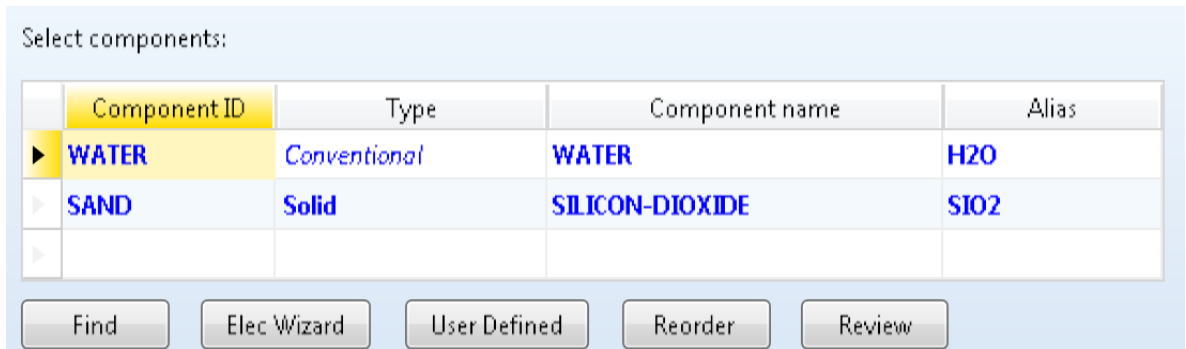 Select components:
Component ID Type Component name Alias
WATER Conventional WATER H2O
SAND Solid SILICON-DIOXIDE SIO2
Find Elec Wizard User Defined Reorder Review